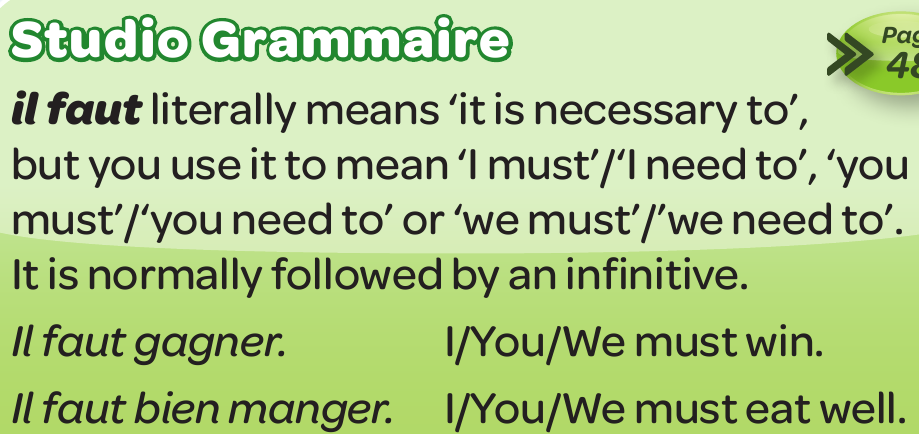 Studio Grammaire
il faut literally means ‘it is necessary to’,
but you use it to mean ‘I must’/‘I need to’, ‘you
must’/‘you need to’ or ‘we must’/’we need to’.
It is normally followed by an infinitive.
Il faut gagner. I/You/We must win.
Il faut bien manger. I/You/We must eat well.